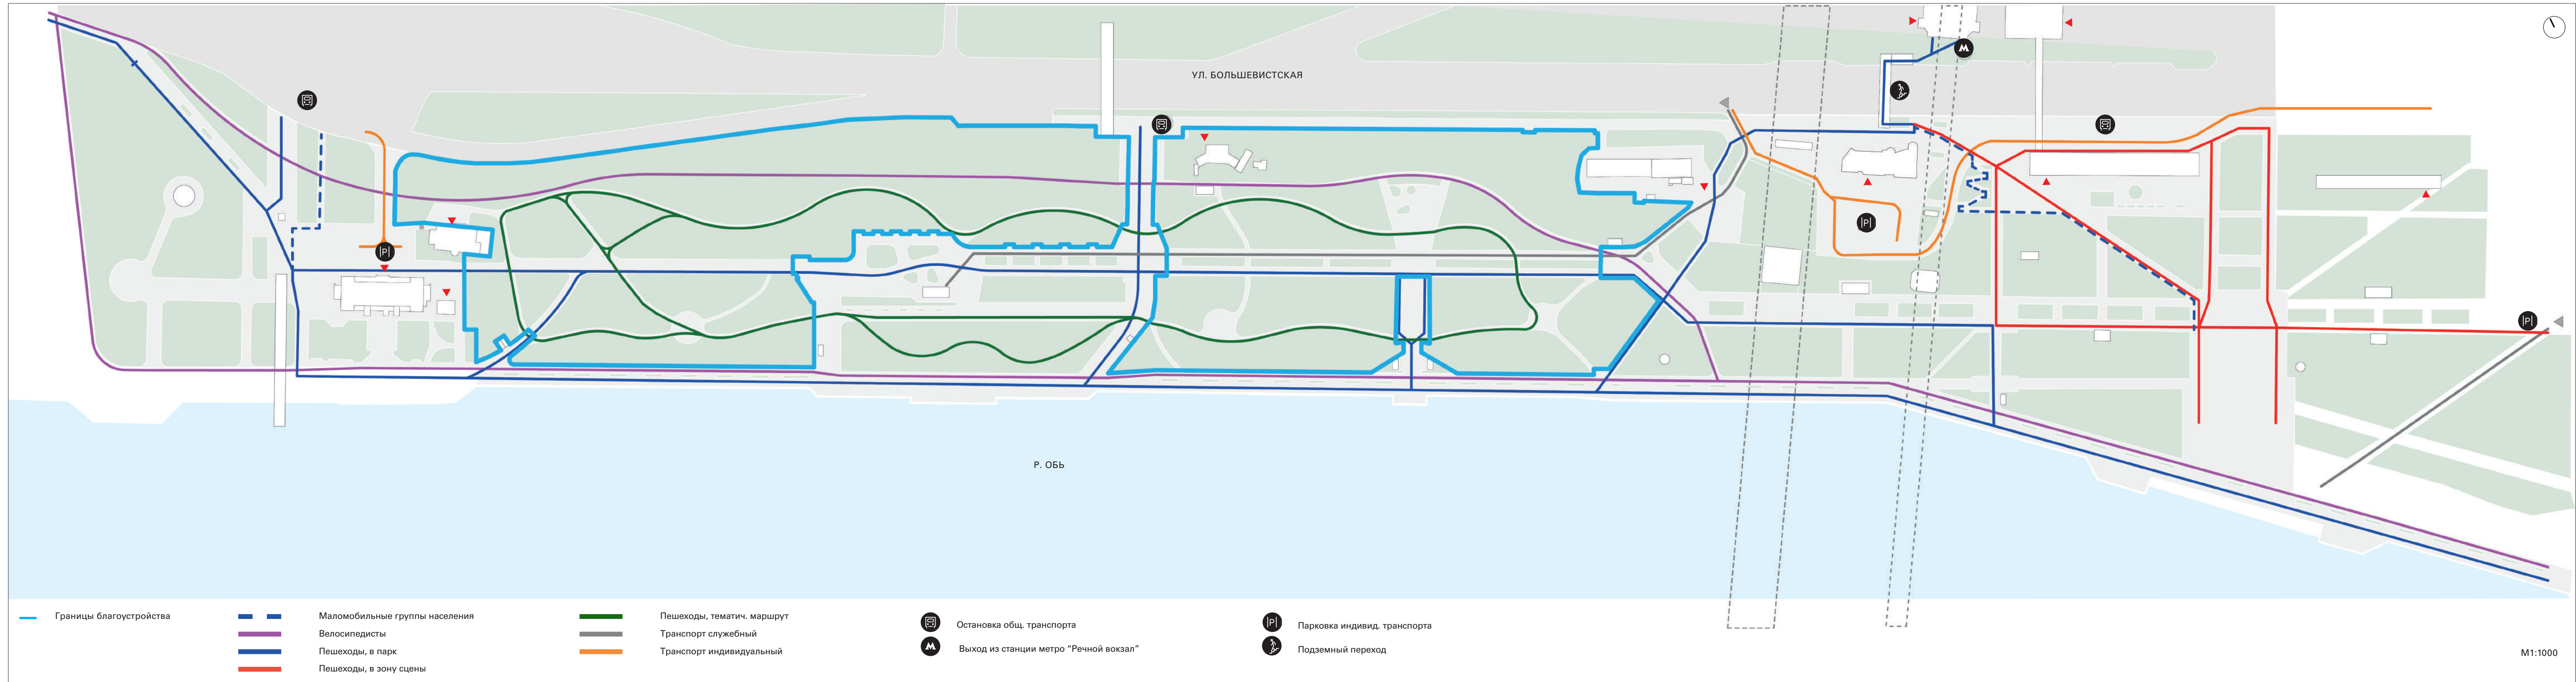 УЛ. БОЛЬШЕВИСТСКАЯ
Р. ОБЬ
Границы благоустройства
Маломобильные группы населения
Велосипедисты
Пешеходы, в парк
Пешеходы, в зону сцены
Пешеходы, тематич. маршрут
Транспорт служебный
Транспорт индивидуальный
Остановка общ. транспорта
М
Выход из станции метро "Речной вокзал"
|P|
Парковка индивид. транспорта
Подземный переход
М1:1000